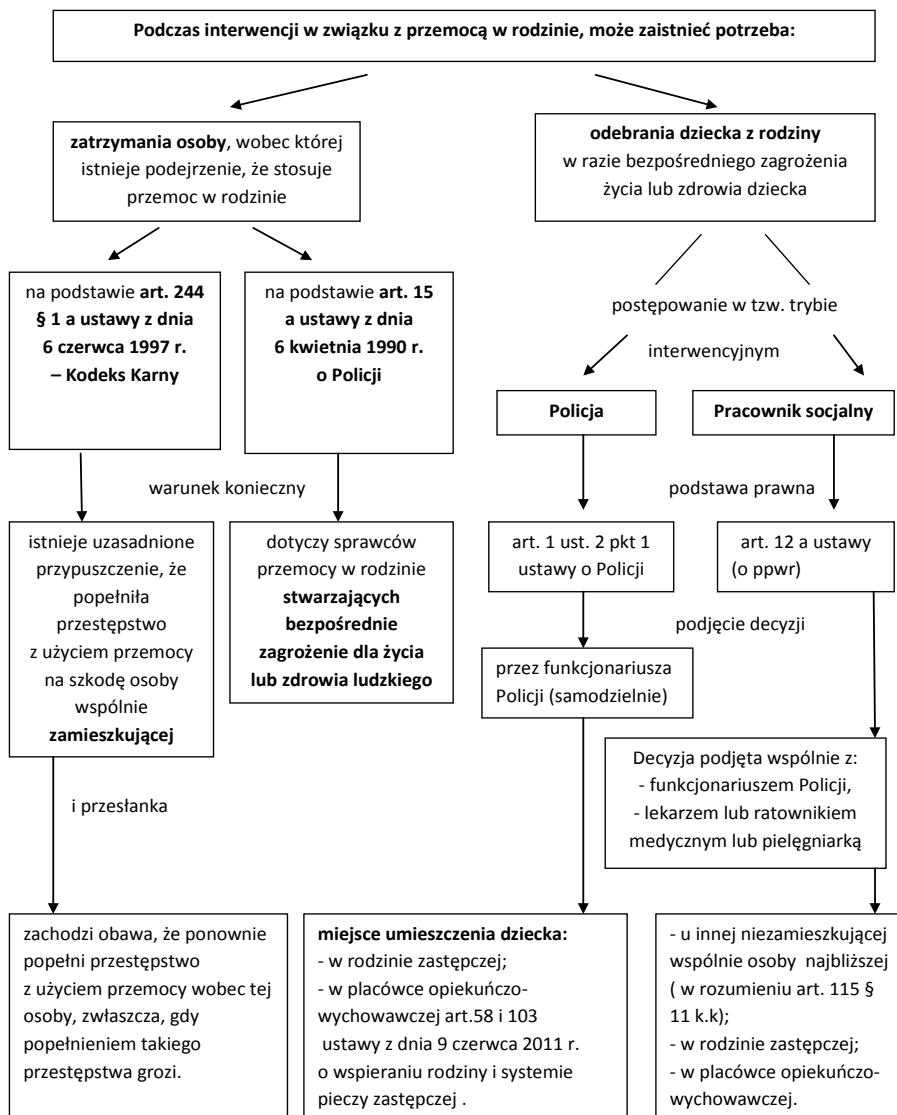 Podczas interwencji w związku z przemocą w rodzinie, może zaistnieć potrzeba:
zatrzymania osoby, wobec której
istnieje podejrzenie, że stosuje
przemoc w rodzinie
odebrania dziecka z rodziny
w razie bezpośredniego zagrożenia
życia lub zdrowia dziecka
na podstawie art. 244
§ 1 a ustawy z dnia
6 czerwca 1997 r.
– Kodeks Karny
na podstawie art. 15
a ustawy z dnia
6 kwietnia 1990 r.
o Policji
postępowanie w tzw. trybie
interwencyjnym
Policja
Pracownik socjalny
warunek konieczny
podstawa prawna
istnieje uzasadnione
przypuszczenie, że
popełniła
przestępstwo
z użyciem przemocy
na szkodę osoby
wspólnie
zamieszkującej
dotyczy sprawców
przemocy w rodzinie
stwarzających
bezpośrednie
zagrożenie dla życia
lub zdrowia ludzkiego
art. 1 ust. 2 pkt 1
ustawy o Policji
art. 12 a ustawy
(o ppwr)
podjęcie decyzji
przez funkcjonariusza
Policji (samodzielnie)
Decyzja podjęta wspólnie z:
- funkcjonariuszem Policji,
- lekarzem lub ratownikiem
medycznym lub pielęgniarką
i przesłanka
zachodzi obawa, że ponownie
popełni przestępstwo
z użyciem przemocy wobec tej
osoby, zwłaszcza, gdy
popełnieniem takiego
przestępstwa grozi.
miejsce umieszczenia dziecka:
- w rodzinie zastępczej;
- w placówce opiekuńczo-
wychowawczej art.58 i 103
ustawy z dnia 9 czerwca 2011 r.
o wspieraniu rodziny i systemie
pieczy zastępczej .
- u innej niezamieszkującej
wspólnie osoby najbliższej
( w rozumieniu art. 115 §
11 k.k);
- w rodzinie zastępczej;
- w placówce opiekuńczo-
wychowawczej.